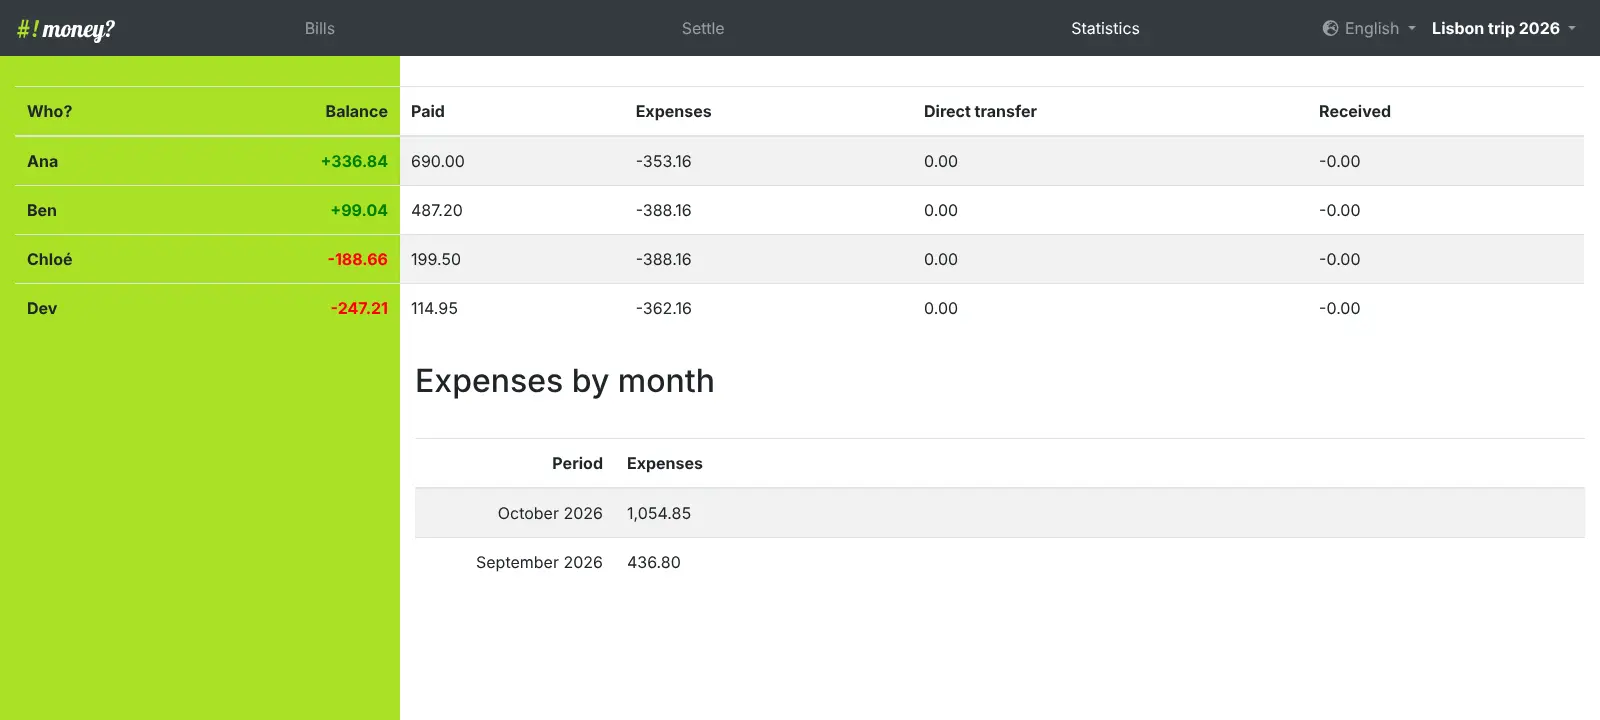 #! money? Bills Settle Statistics English Lisbon trip 2026
Who? Balance Paid Expenses Direct transfer Received
Ana +336.84 690.00 -353.16 0.00 -0.00
Ben +99.04 487.20 -388.16 0.00 -0.00
Chloé -188.66 199.50 -388.16 0.00 -0.00
Dev -247.21 114.95 -362.16 0.00 -0.00
Expenses by month
Period Expenses
October 2026 1,054.85
September 2026 436.80